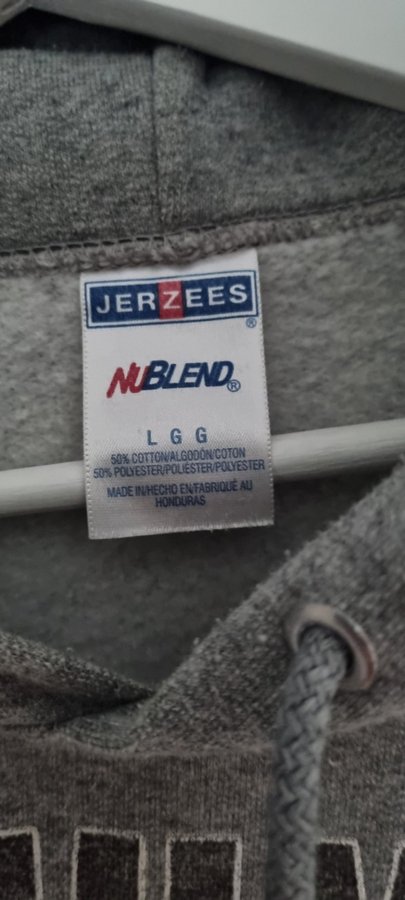 JERZEES
®
NUBLEND®
L G G
50% COTTON/ALGODÓN/COTON
50% POLYESTER/POLIÉSTER/POLYESTER
MADE IN/HECHO EN/FABRIQUÉ AU
HONDURAS